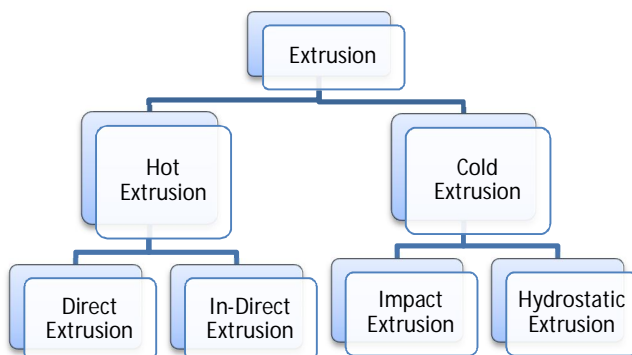 Extrusion
Hot
Extrusion
Cold
Extrusion
Direct
Extrusion
In-Direct
Extrusion
Impact
Extrusion
Hydrostatic
Extrusion